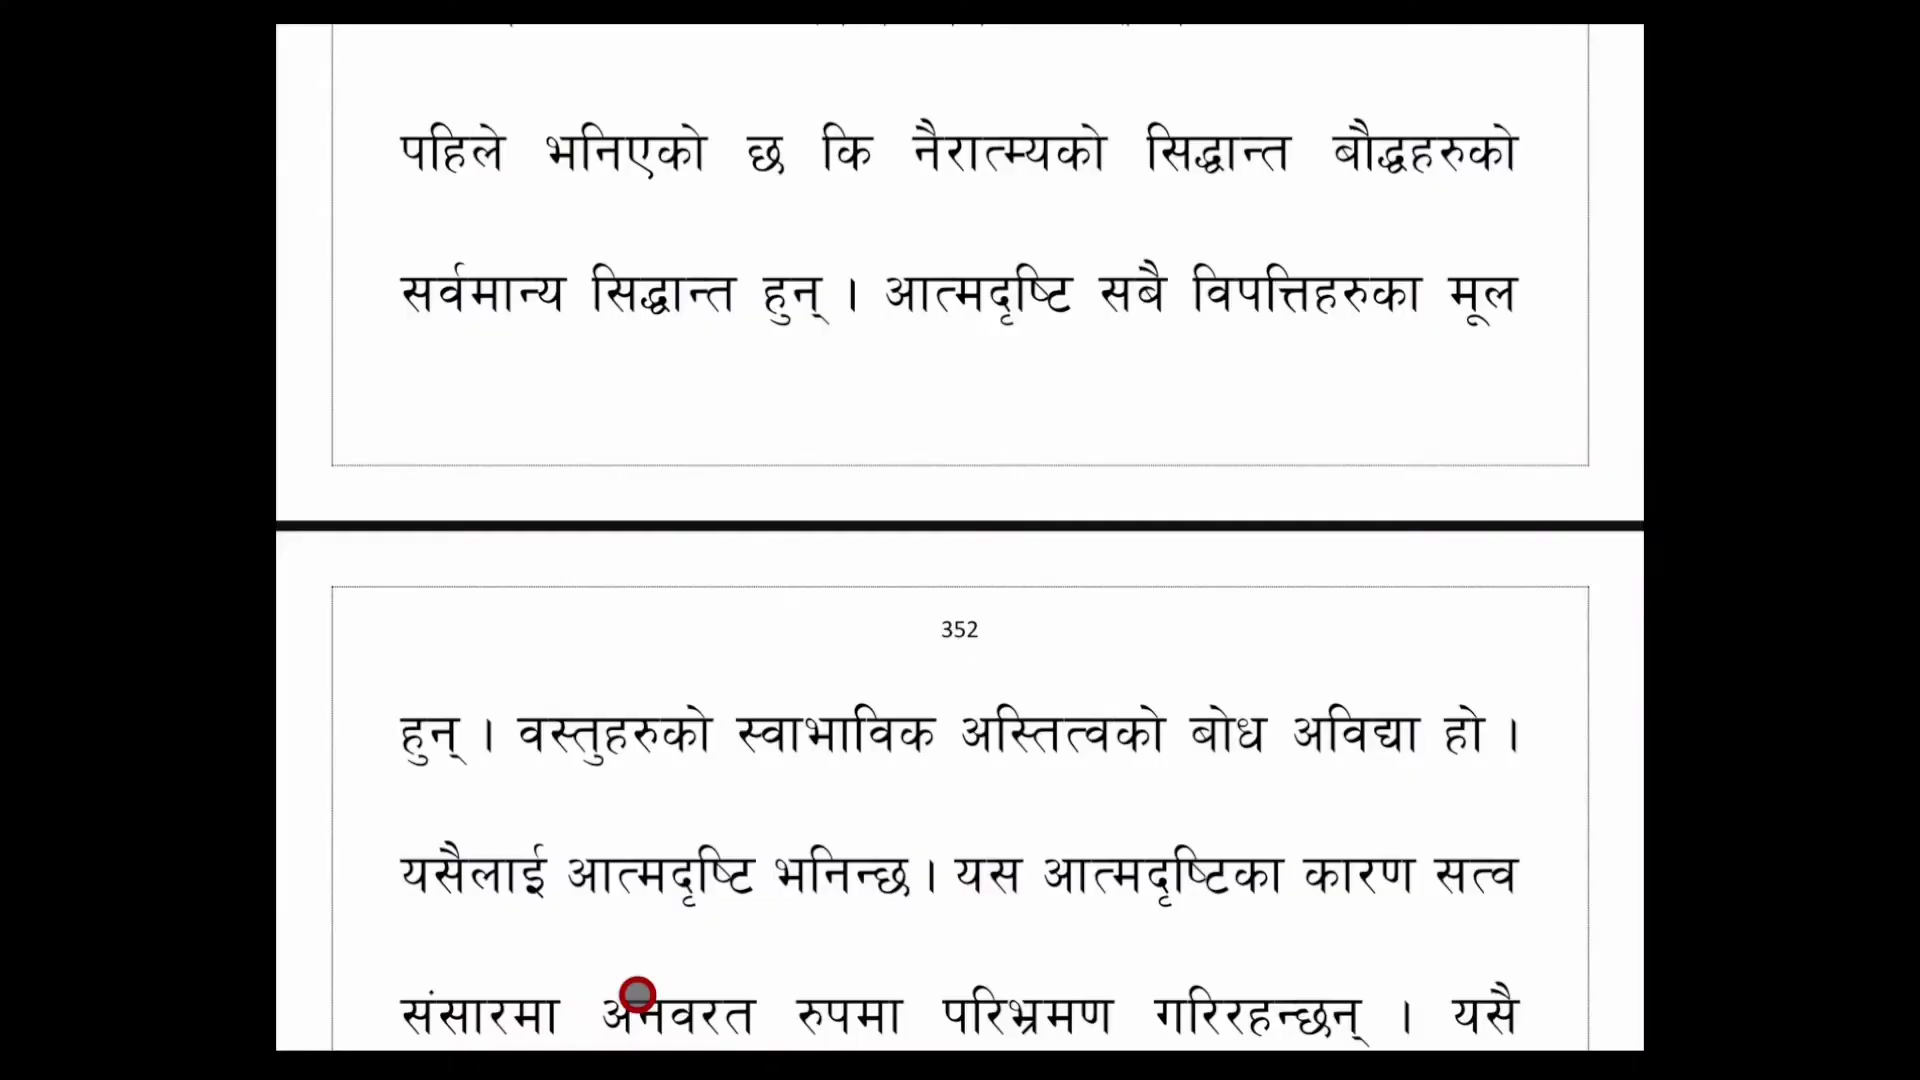 पहिले भनिएको छ कि नैरात्म्यको सिद्धान्त बौद्धहरुको
सर्वमान्य सिद्धान्त हुन् । आत्मदृष्टि सबै विपत्तिहरुका मूल
352
हुन् । वस्तुहरुको स्वाभाविक अस्तित्वको बोध अविद्या हो ।
यसैलाई आत्मदृष्टि भनिन्छ । यस आत्मदृष्टिका कारण सत्व
संसारमा अनवरत रुपमा परिभ्रमण गरिरहन्छन् । यसै